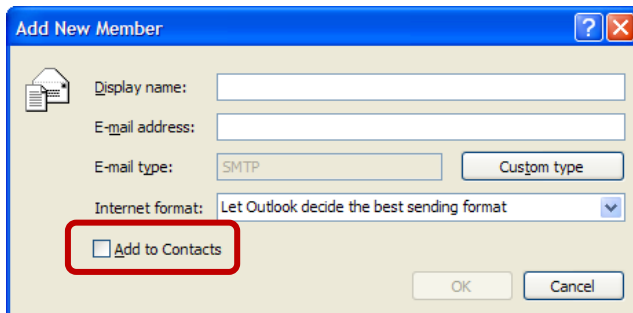 Add New Member
Display name:
E-mail address:
E-mail type: SMTP Custom type
Internet format: Let Outlook decide the best sending format
Add to Contacts
OK Cancel